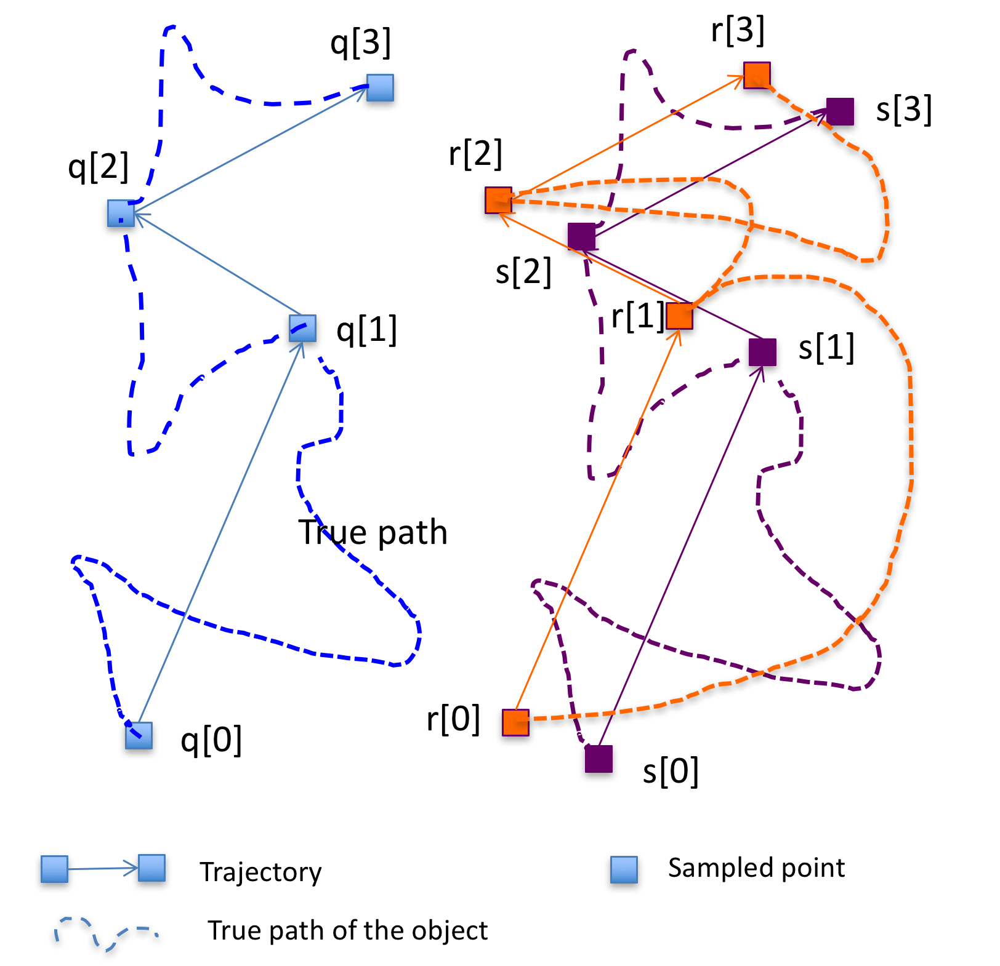 r[3]
q[3]
s[3]
r[2]
q[2]
s[2]
r[1]
q[1]
s[1]
True path
r[0]
q[0]
s[0]
Trajectory
Sampled point
True path of the object